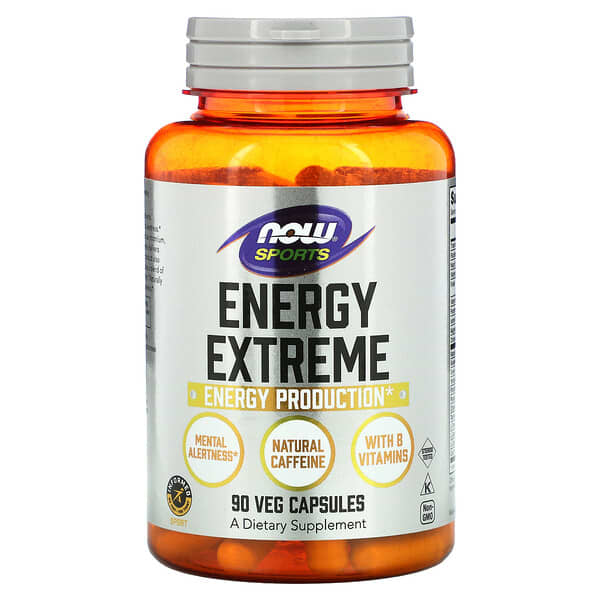 NOW®
SPORTS
ENERGY
EXTREME
ENERGY PRODUCTION*
MENTAL
ALERTNESS*
NATURAL
CAFFEINE
WITH B
VITAMINS
INFORMED
SPORT
K
Non-
GMO
90 VEG CAPSULES
A Dietary Supplement